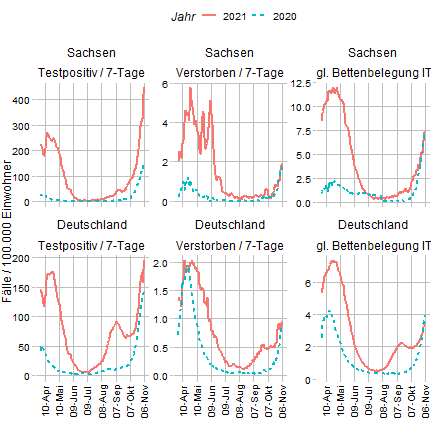 Jahr 2021 2020
Sachsen Sachsen Sachsen
Testpositiv / 7-Tage Verstorben / 7-Tage gl. Bettenbelegung IT
400 300 200 100 0
6 4 2 0
12.5 10.0 7.5 5.0 2.5 0.0
Fälle / 100.000 Einwohner
Deutschland Deutschland Deutschland
Testpositiv / 7-Tage Verstorben / 7-Tage gl. Bettenbelegung IT
200 150 100 50 0
2.0 1.5 1.0 0.5 0.0
6 4 2 0
10-Apr 10-Mai 09-Jun 09-Jul 08-Aug 07-Sep 07-Okt 06-Nov
10-Apr 10-Mai 09-Jun 09-Jul 08-Aug 07-Sep 07-Okt 06-Nov
10-Apr 10-Mai 09-Jun 09-Jul 08-Aug 07-Sep 07-Okt 06-Nov